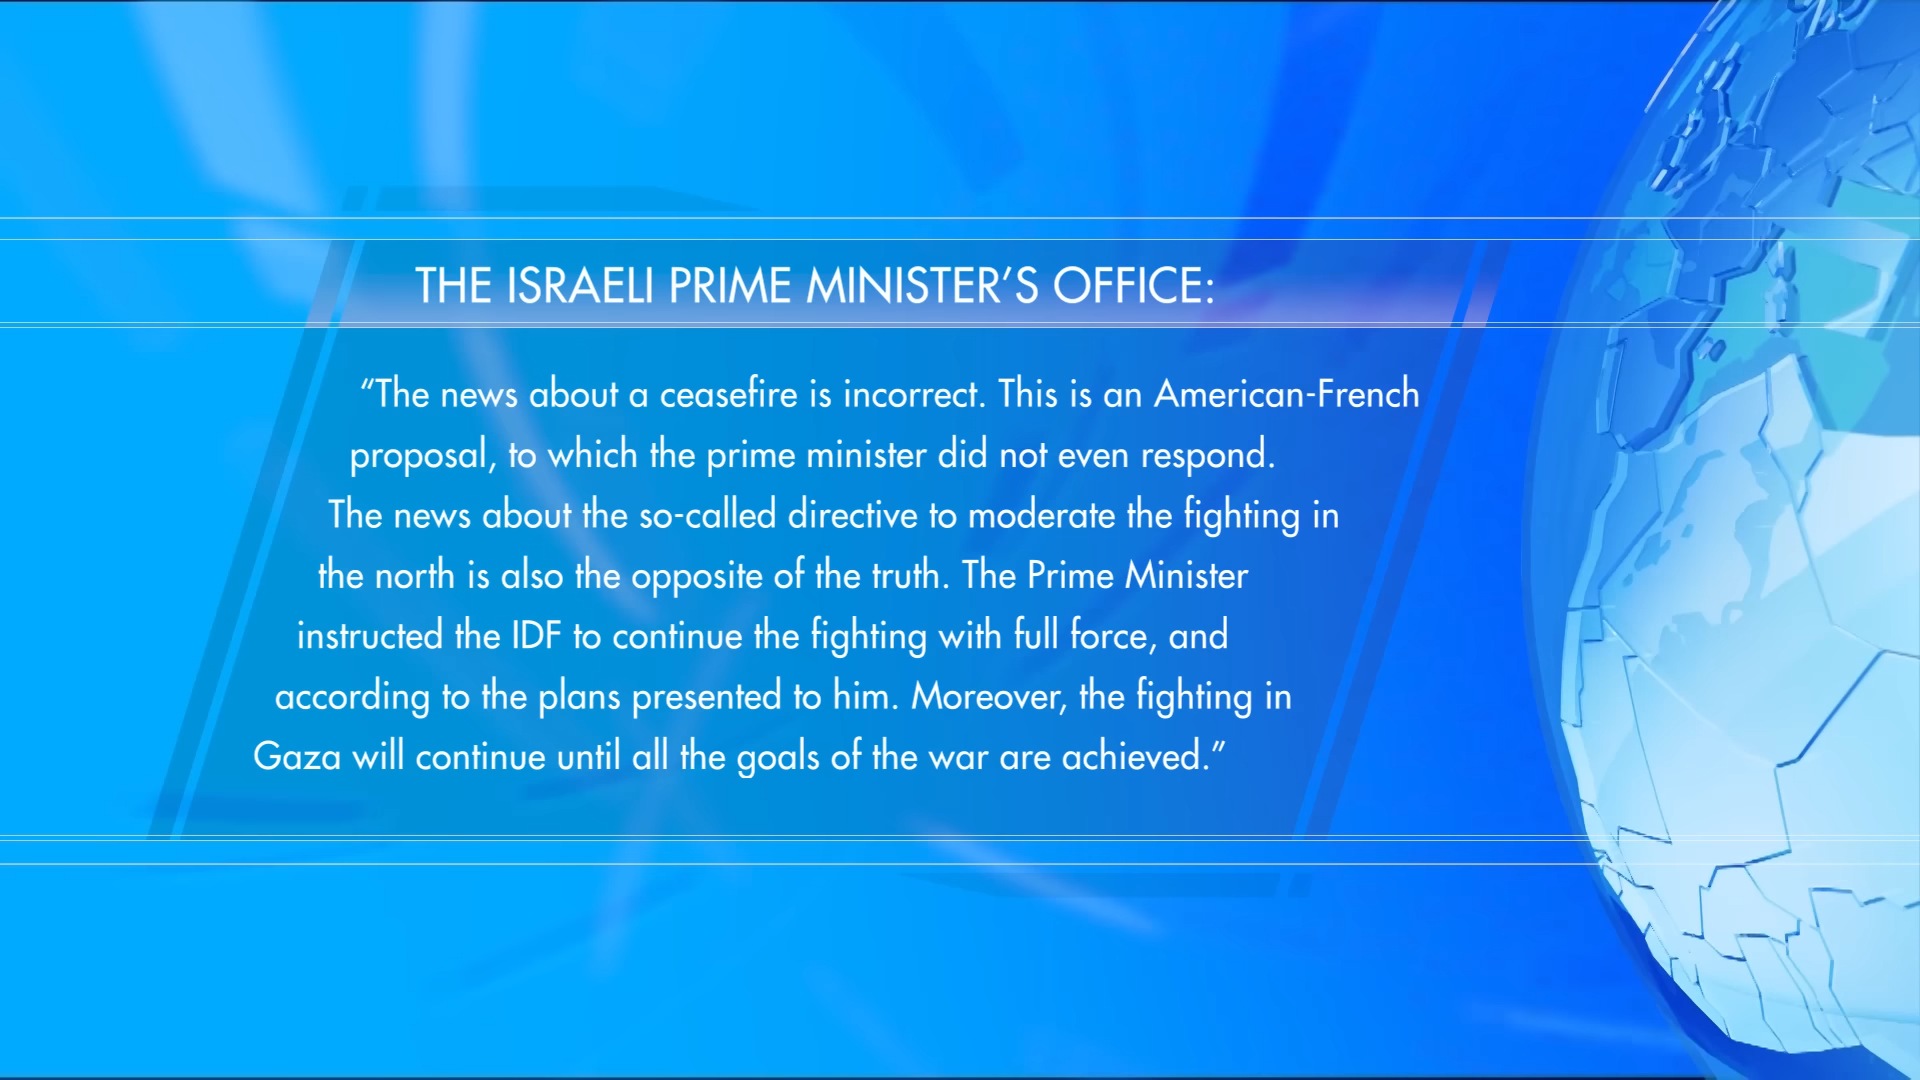 THE ISRAELI PRIME MINISTER’S OFFICE:
“The news about a ceasefire is incorrect. This is an American-French
proposal, to which the prime minister did not even respond.
The news about the so-called directive to moderate the fighting in
the north is also the opposite of the truth. The Prime Minister
instructed the IDF to continue the fighting with full force, and
according to the plans presented to him. Moreover, the fighting in
Gaza will continue until all the goals of the war are achieved.”